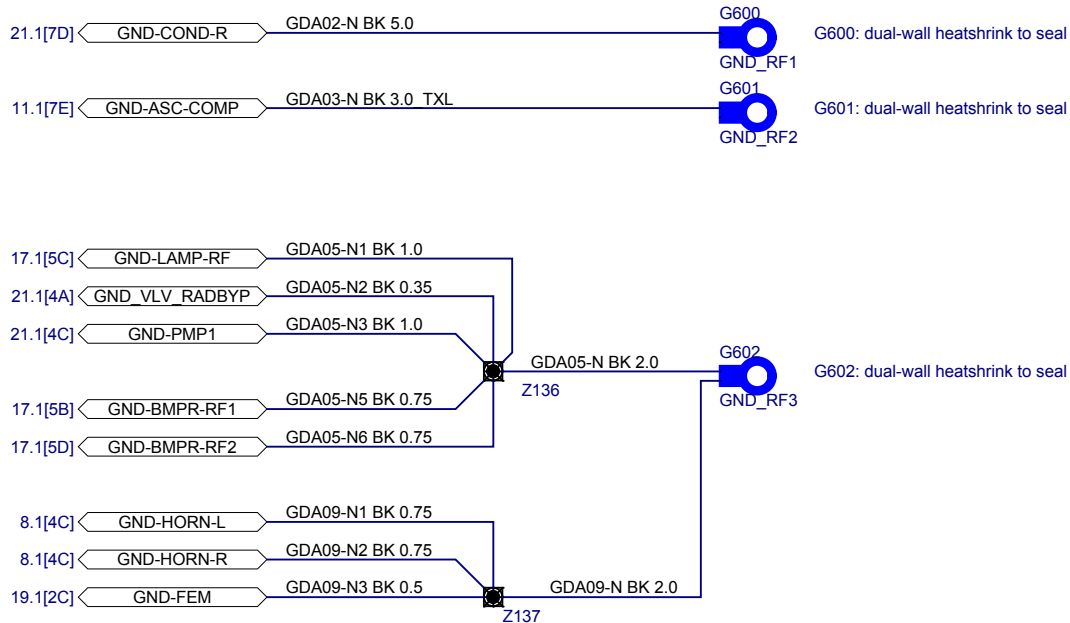 G600
21.1[7D] GND-COND-R GDA02-N BK 5.0 G600: dual-wall heatshrink to seal
GND_RF1
G601
11.1[7E] GND-ASC-COMP GDA03-N BK 3.0 TXL G601: dual-wall heatshrink to seal
GND_RF2
17.1[5C] GND-LAMP-RF GDA05-N1 BK 1.0
21.1[4A] GND_VLV_RADBYP GDA05-N2 BK 0.35
21.1[4C] GND-PMP1 GDA05-N3 BK 1.0
G602
GDA05-N BK 2.0 G602: dual-wall heatshrink to seal
Z136
GND_RF3
17.1[5B] GND-BMPR-RF1 GDA05-N5 BK 0.75
17.1[5D] GND-BMPR-RF2 GDA05-N6 BK 0.75
8.1[4C] GND-HORN-L GDA09-N1 BK 0.75
8.1[4C] GND-HORN-R GDA09-N2 BK 0.75
19.1[2C] GND-FEM GDA09-N3 BK 0.5 GDA09-N BK 2.0
Z137